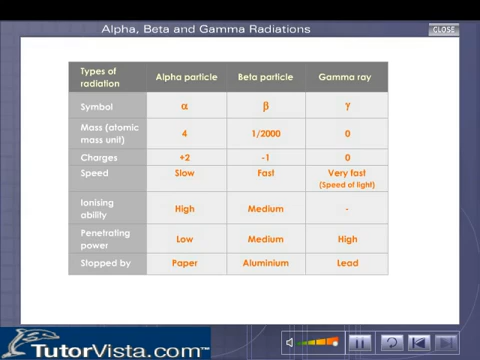 Alpha, Beta and Gamma Radiations
CLOSE
Types of radiation Alpha particle Beta particle Gamma ray
Symbol α β γ
Mass (atomic mass unit) 4 1/2000 0
Charges +2 -1 0
Speed Slow Fast Very fast (Speed of light)
Ionising ability High Medium -
Penetrating power Low Medium High
Stopped by Paper Aluminium Lead
TutorVista.com™